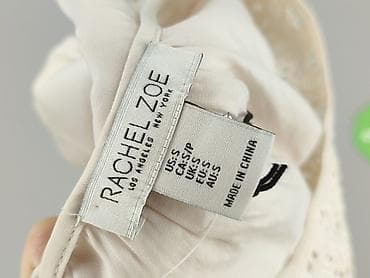 RACHEL ZOE
LOS ANGELES NEW YORK
US:S
CA:S/P
UK:S
EU:S
AU:S
MADE IN CHINA